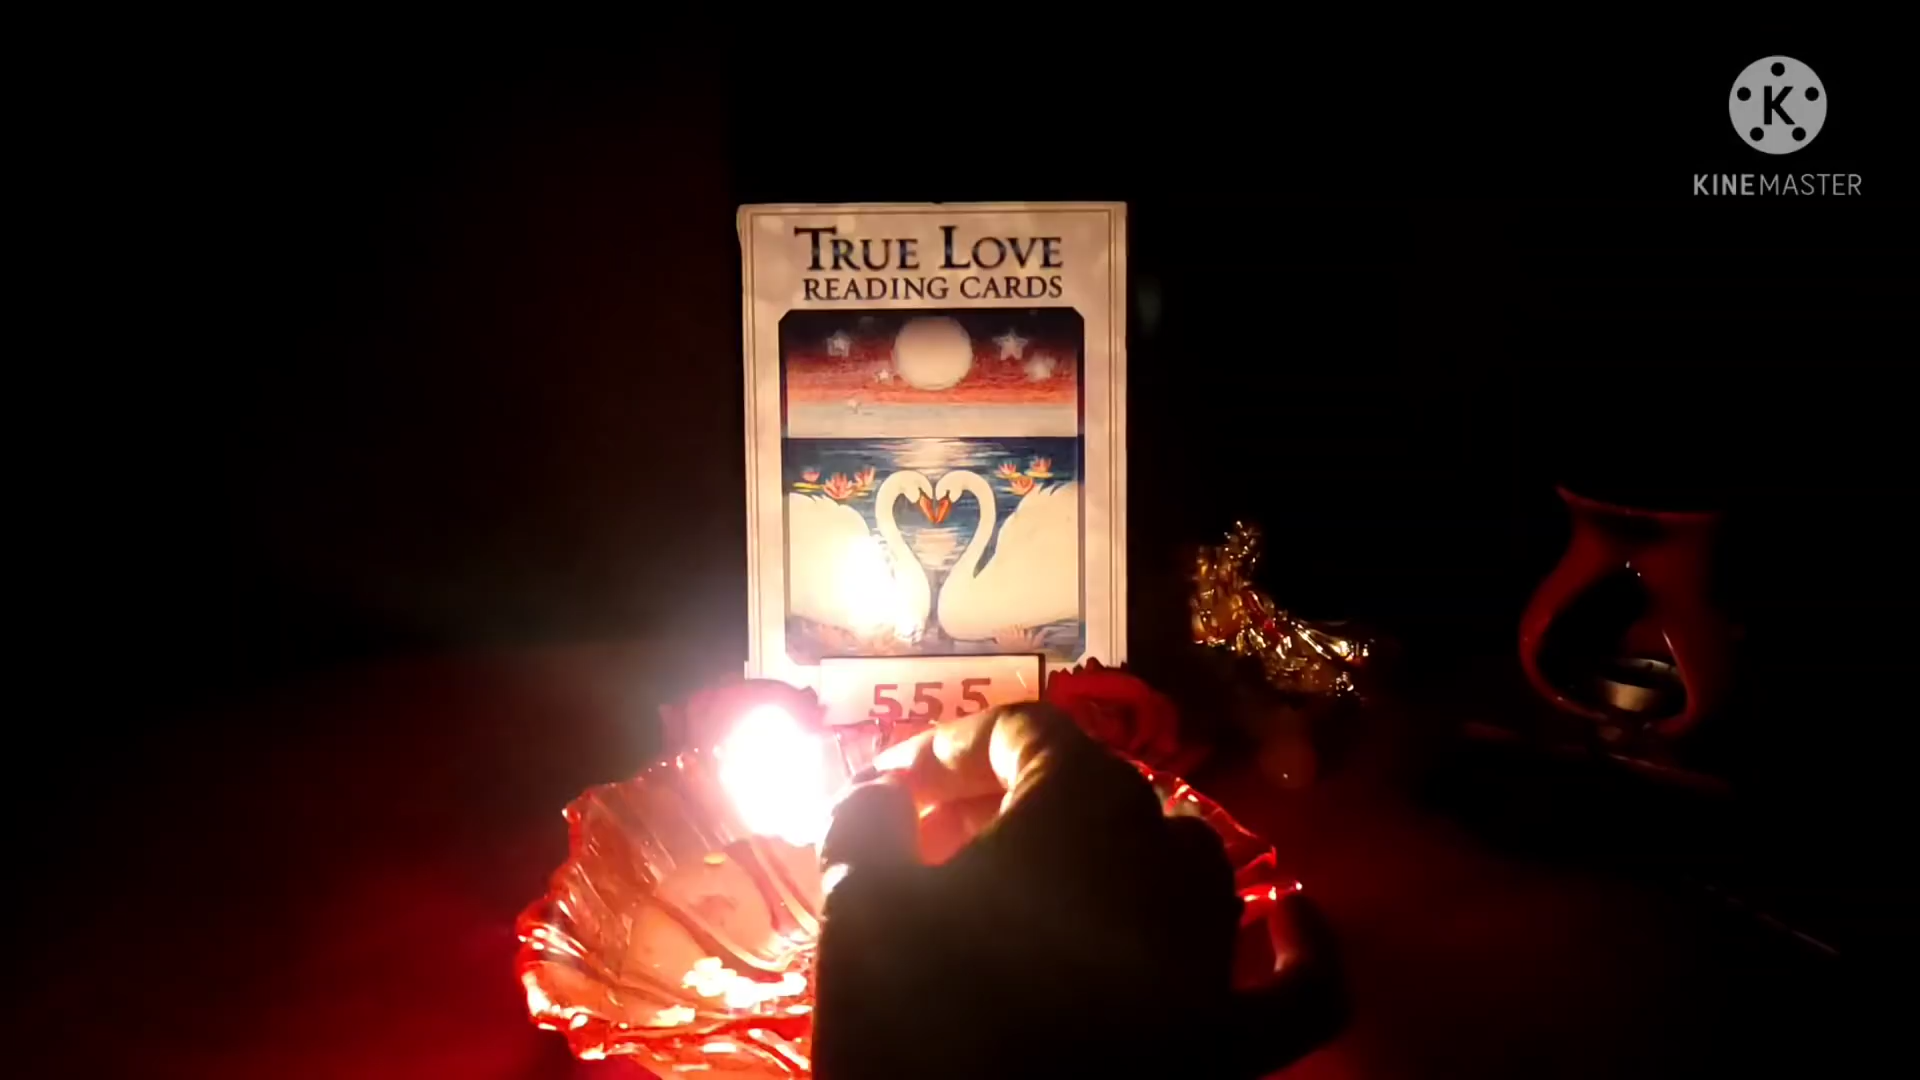 TRUE LOVE
READING CARDS
555
K
KINEMASTER